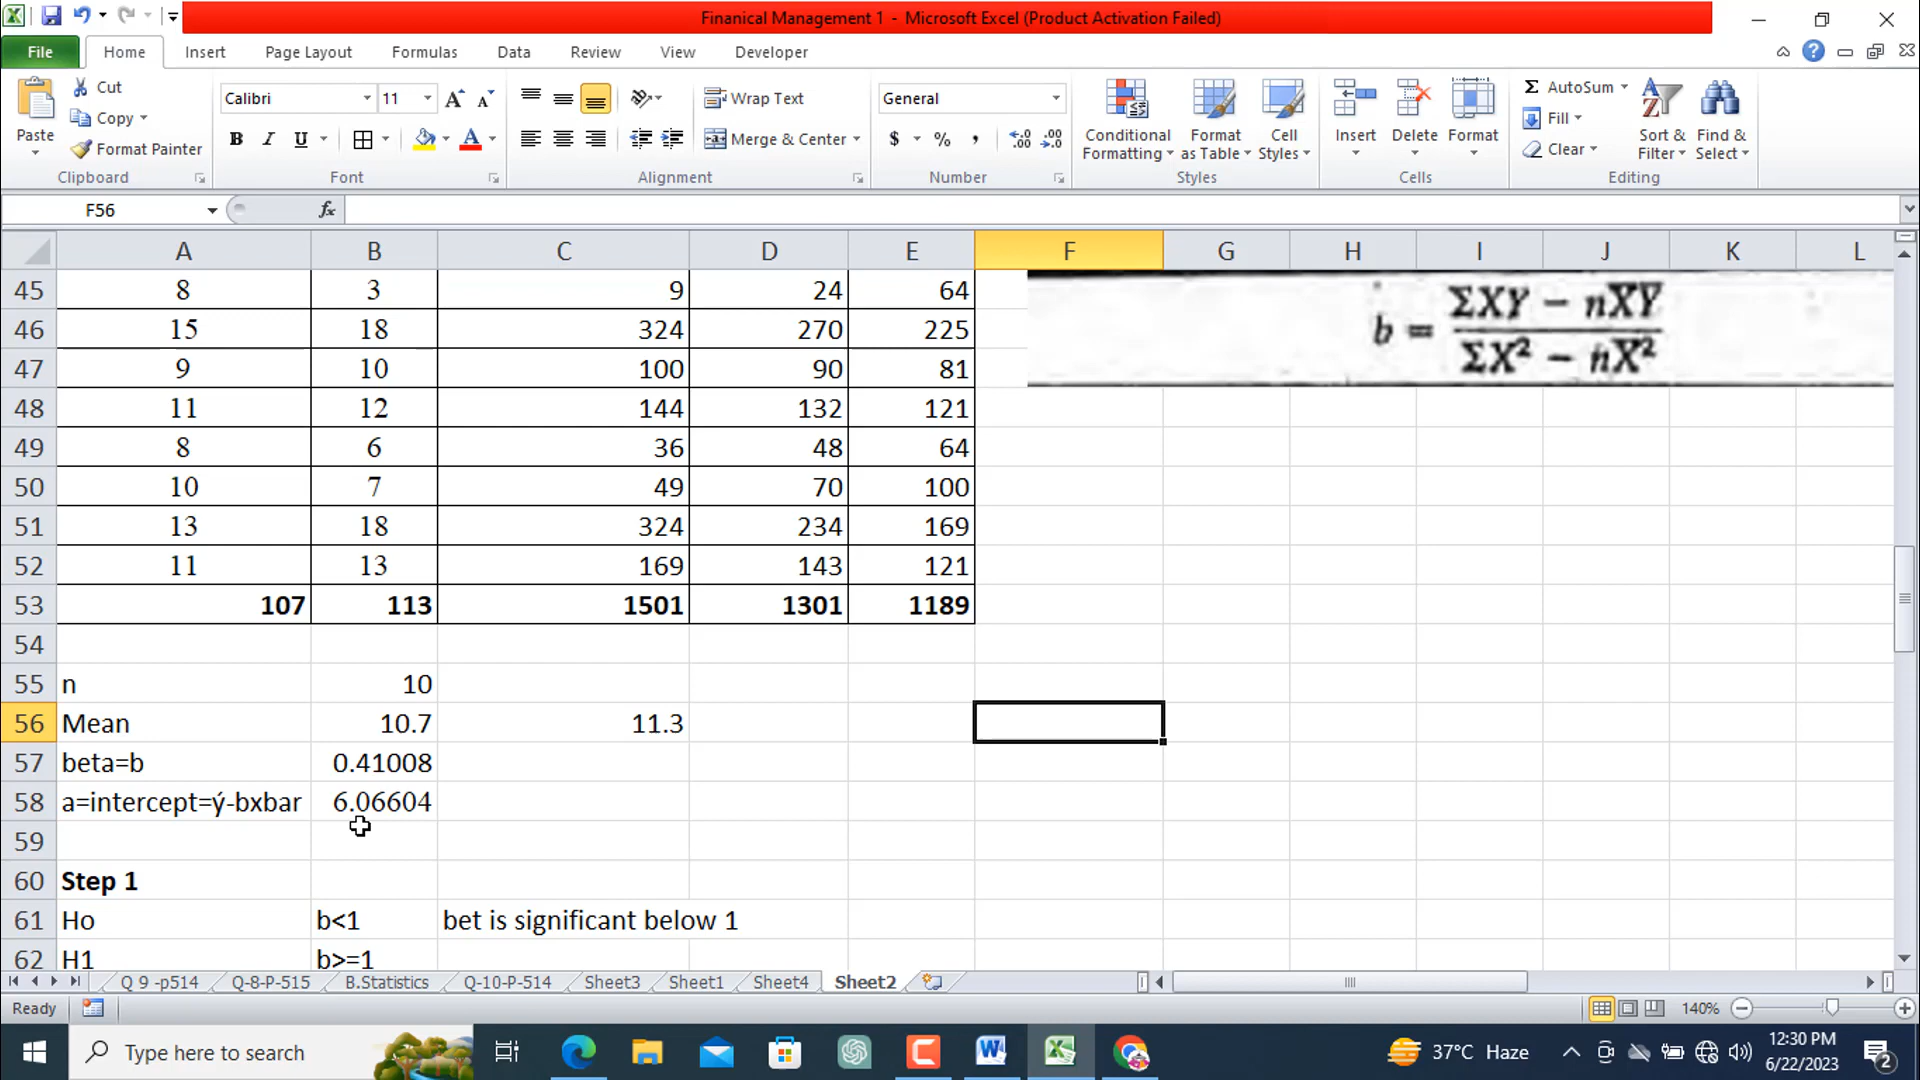 Finanical Management 1 - Microsoft Excel (Product Activation Failed)
File Home Insert Page Layout Formulas Data Review View Developer
Paste
Cut
Copy
Format Painter
Clipboard
Calibri 11
B I U
Font
Wrap Text
Merge & Center
Alignment
General
$ % ,
Number
Conditional Formatting
Format as Table
Cell Styles
Styles
Insert Delete Format
Cells
AutoSum
Fill
Clear
Sort & Filter
Find & Select
Editing
F56 fx
A B C D E F G H I J K L
45 8 3 9 24 64
46 15 18 324 270 225
47 9 10 100 90 81
48 11 12 144 132 121
49 8 6 36 48 64
50 10 7 49 70 100
51 13 18 324 234 169
52 11 13 169 143 121
53 107 113 1501 1301 1189
54
55 n 10
56 Mean 10.7 11.3
57 beta=b 0.41008
58 a=intercept=ý-bxbar 6.06604
59
60 Step 1
61 Ho b<1 bet is significant below 1
62 H1 b>=1
b = ΣXY − nX̅Y̅
ΣX² − nX̅²
Q 9 -p514 Q-8-P-515 B.Statistics Q-10-P-514 Sheet3 Sheet1 Sheet4 Sheet2
Ready 140%
Type here to search
37°C Haze
12:30 PM
6/22/2023
2